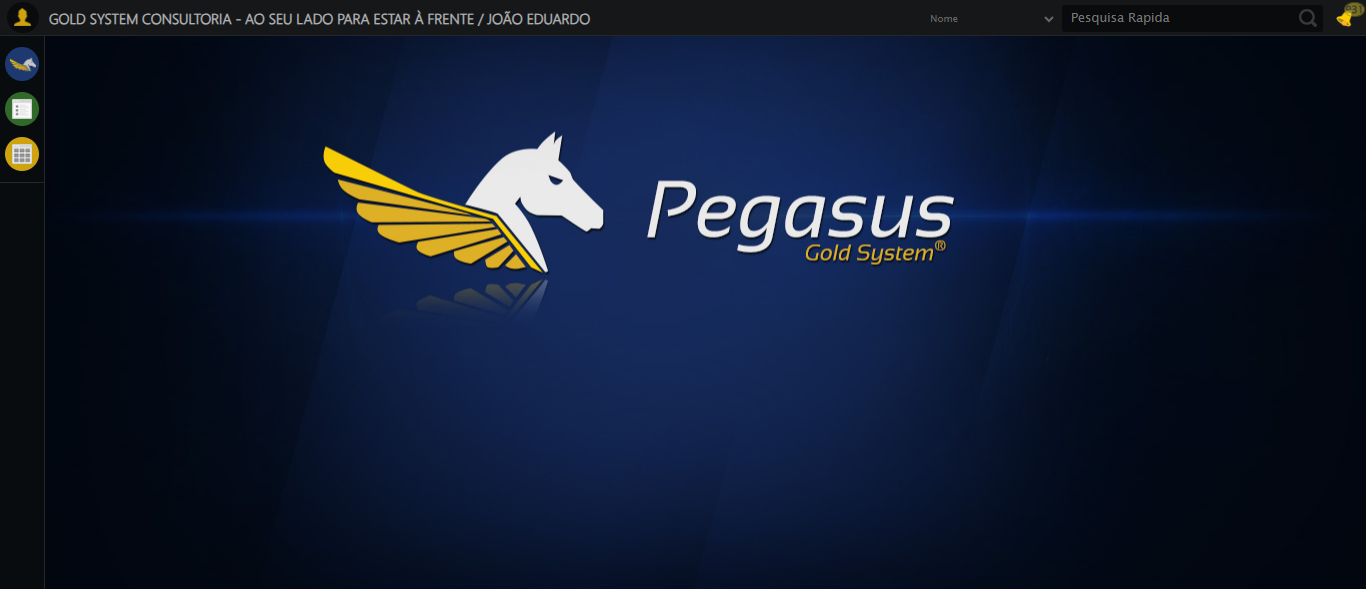 GOLD SYSTEM CONSULTORIA - AO SEU LADO PARA ESTAR À FRENTE / JOÃO EDUARDO
Nome
Pesquisa Rapida
Pegasus
Gold System®